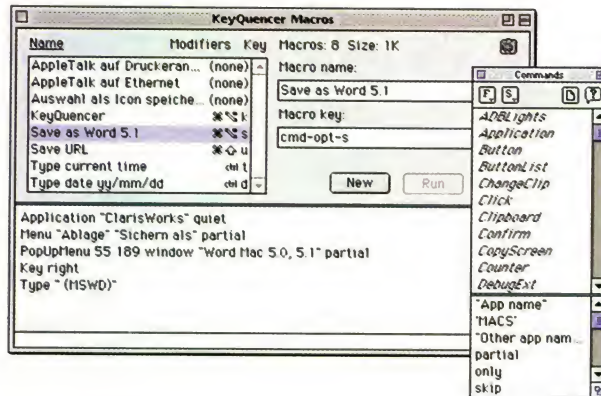 KeyQuencer Macros
Name Modifiers Key
AppleTalk auf Druckeran... (none)
AppleTalk auf Ethernet (none)
Auswahl als Icon speiche... (none)
KeyQuencer ⌘⌥ k
Save as Word 5.1 ⌘⌥ s
Save URL ⌘⇧ u
Type current time ctrl t
Type date yy/mm/dd ctrl d
Macros: 8 Size: 1K
Macro name:
Save as Word 5.1
Macro key:
cmd-opt-s
New Run
Application "ClarisWorks" quiet
Menu "Ablage" "Sichern als" partial
PopUpMenu 55 189 window "Word Mac 5.0, 5.1" partial
Key right
Type " (MSWD)"
Commands
F S ?
ADBLights
Application
Button
ButtonList
ChangeClip
Click
Clipboard
Confirm
CopyScreen
Counter
DebugExt
"App name"
'MACS'
"Other app nam...
partial
only
skip